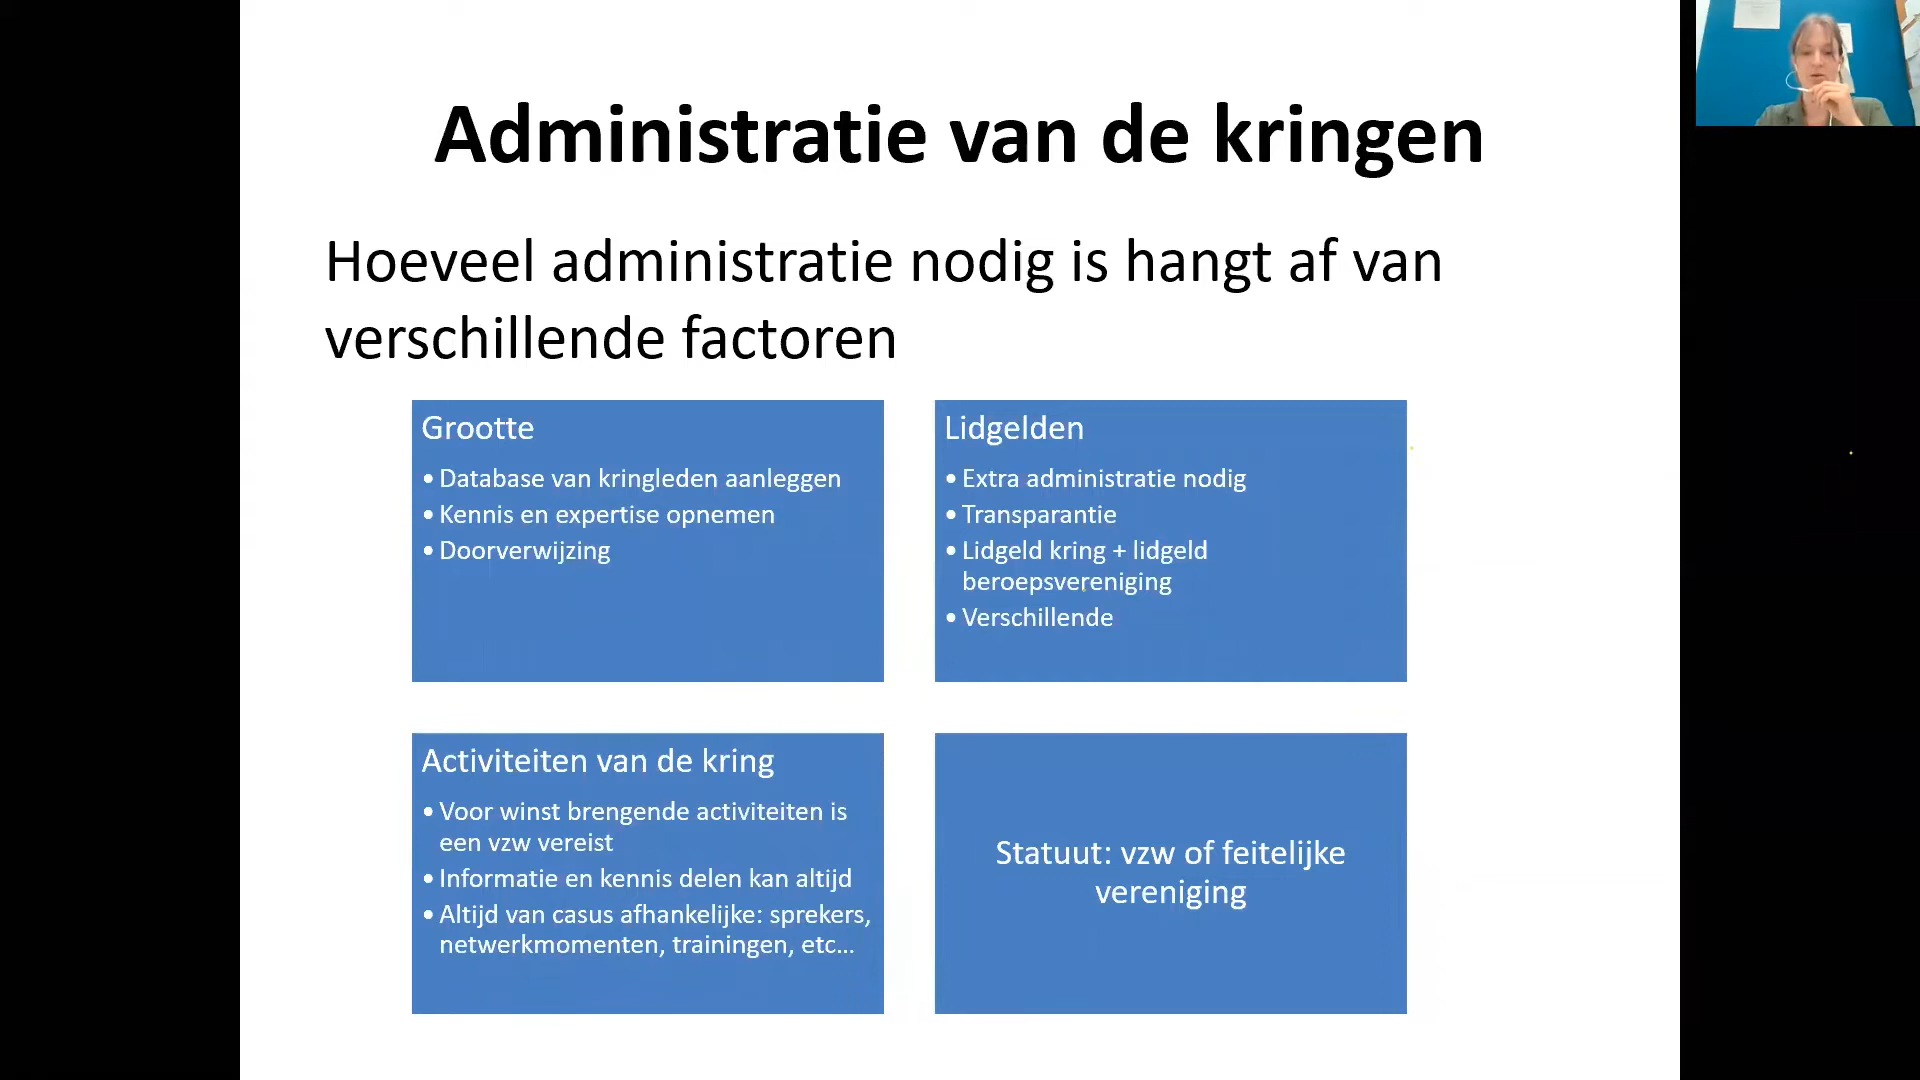 Administratie van de kringen
Hoeveel administratie nodig is hangt af van
verschillende factoren
Grootte
• Database van kringleden aanleggen
• Kennis en expertise opnemen
• Doorverwijzing
Lidgelden
• Extra administratie nodig
• Transparantie
• Lidgeld kring + lidgeld
beroepsvereniging
• Verschillende
Activiteiten van de kring
• Voor winst brengende activiteiten is
een vzw vereist
• Informatie en kennis delen kan altijd
• Altijd van casus afhankelijke: sprekers,
netwerkmomenten, trainingen, etc…
Statuut: vzw of feitelijke
vereniging